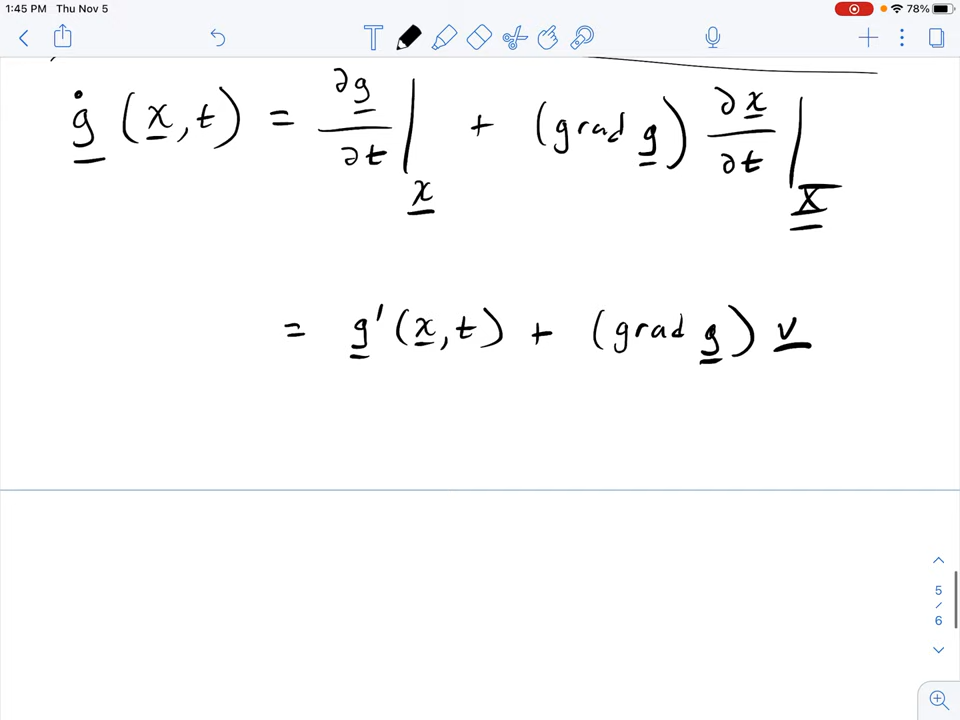 1:45 PM Thu Nov 5 78%
T
ġ (x, t) = ∂g/∂t |x + (grad g) ∂x/∂t |X
= g'(x, t) + (grad g) v
5
/
6